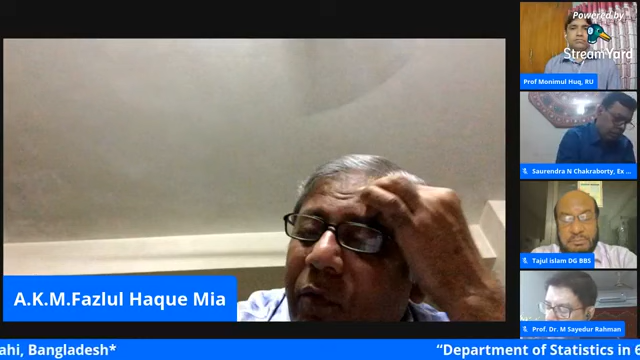 Powered by
StreamYard
Prof Monimul Huq, RU
Saurendra N Chakraborty, Ex ...
Tajul islam DG BBS
A.K.M.Fazlul Haque Mia
Prof. Dr. M Sayedur Rahman
ahi, Bangladesh*
"Department of Statistics in 6